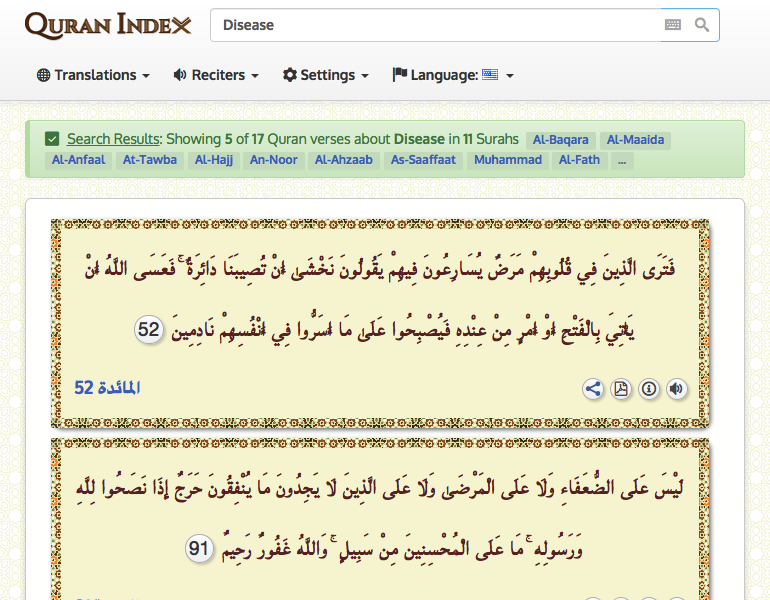 QURAN INDEX
Disease
Translations
Reciters
Settings
Language:
Search Results: Showing 5 of 17 Quran verses about Disease in 11 Surahs Al-Baqara Al-Maaida
Al-Anfaal At-Tawba Al-Hajj An-Noor Al-Ahzaab As-Saaffaat Muhammad Al-Fath ...
فَتَرَى الَّذِينَ فِي قُلُوبِهِمْ مَرَضٌ يُسَارِعُونَ فِيهِمْ يَقُولُونَ نَخْشَىٰ أَنْ تُصِيبَنَا دَائِرَةٌ ۚ فَعَسَى اللَّهُ أَنْ
يَأْتِيَ بِالْفَتْحِ أَوْ أَمْرٍ مِنْ عِنْدِهِ فَيُصْبِحُوا عَلَىٰ مَا أَسَرُّوا فِي أَنْفُسِهِمْ نَادِمِينَ 52
المائدة 52
لَيْسَ عَلَى الضُّعَفَاءِ وَلَا عَلَى الْمَرْضَىٰ وَلَا عَلَى الَّذِينَ لَا يَجِدُونَ مَا يُنْفِقُونَ حَرَجٌ إِذَا نَصَحُوا لِلَّهِ
وَرَسُولِهِ ۚ مَا عَلَى الْمُحْسِنِينَ مِنْ سَبِيلٍ ۚ وَاللَّهُ غَفُورٌ رَحِيمٌ 91